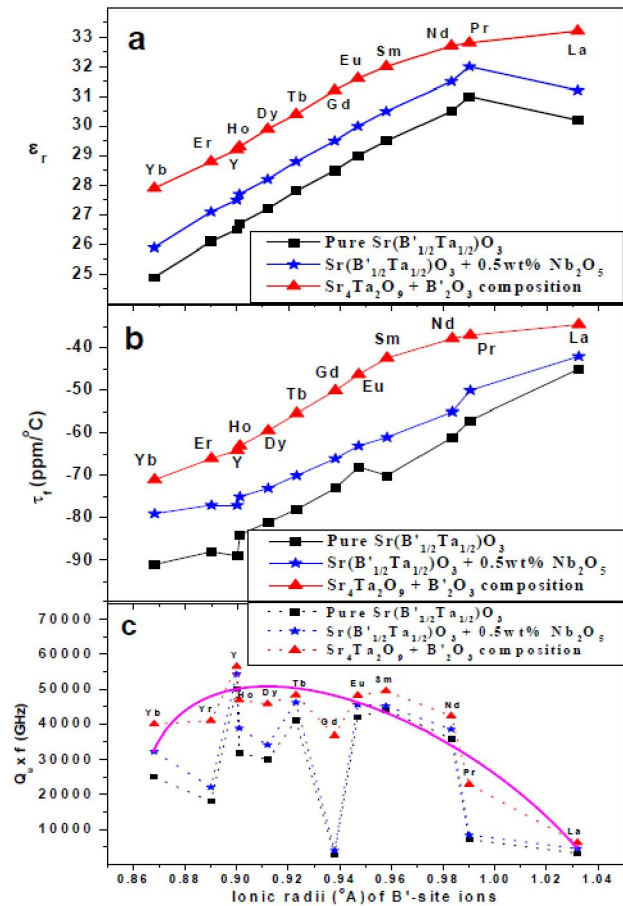 a
33
32
31
30
29
28
27
26
25
εr
Yb
Er
Ho
Y
Dy
Tb
Gd
Eu
Sm
Nd
Pr
La
Pure Sr(B'1/2Ta1/2)O3
Sr(B'1/2Ta1/2)O3 + 0.5wt% Nb2O5
Sr4Ta2O9 + B'2O3 composition
b
-40
-50
-60
-70
-80
-90
τf (ppm/°C)
Yb
Er
Ho
Y
Dy
Tb
Gd
Eu
Sm
Nd
Pr
La
Pure Sr(B'1/2Ta1/2)O3
Sr(B'1/2Ta1/2)O3 + 0.5wt% Nb2O5
Sr4Ta2O9 + B'2O3 composition
c
70000
60000
50000
40000
30000
20000
10000
Qu x f (GHz)
Pure Sr(B'1/2Ta1/2)O3
Sr(B'1/2Ta1/2)O3 + 0.5wt% Nb2O5
Sr4Ta2O9 + B'2O3 composition
Yb
Yr
Y
Ho
Dy
Tb
Gd
Eu
Sm
Nd
Pr
La
0.86 0.88 0.90 0.92 0.94 0.96 0.98 1.00 1.02 1.04
Ionic radii (°A) of B'-site ions